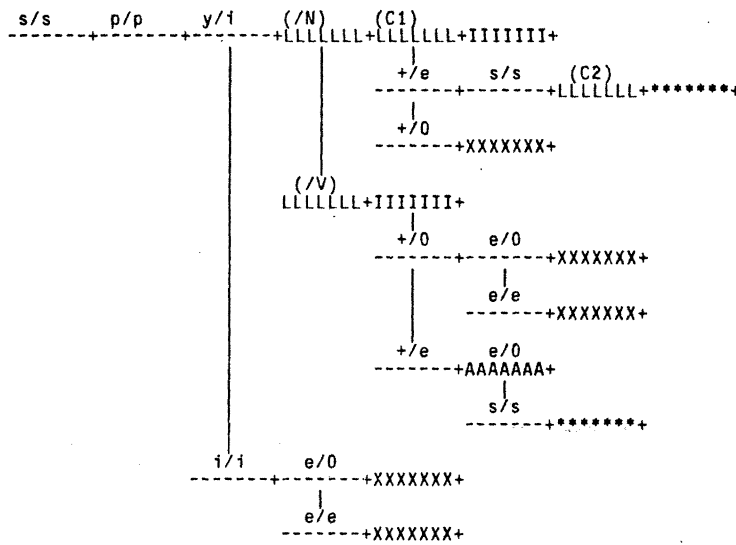 s/s p/p y/i (/N) (C1)
-------+-------+-------+LLLLLLL+LLLLLLL+IIIIIII+
+/e s/s (C2)
-------+-------+LLLLLLL+*******+
+/0
-------+XXXXXXX+
(/V)
LLLLLLL+IIIIIII+
+/0 e/0
-------+-------+XXXXXXX+
e/e
-------+XXXXXXX+
+/e e/0
-------+AAAAAAA+
s/s
-------+*******+
i/i e/0
-------+-------+XXXXXXX+
e/e
-------+XXXXXXX+